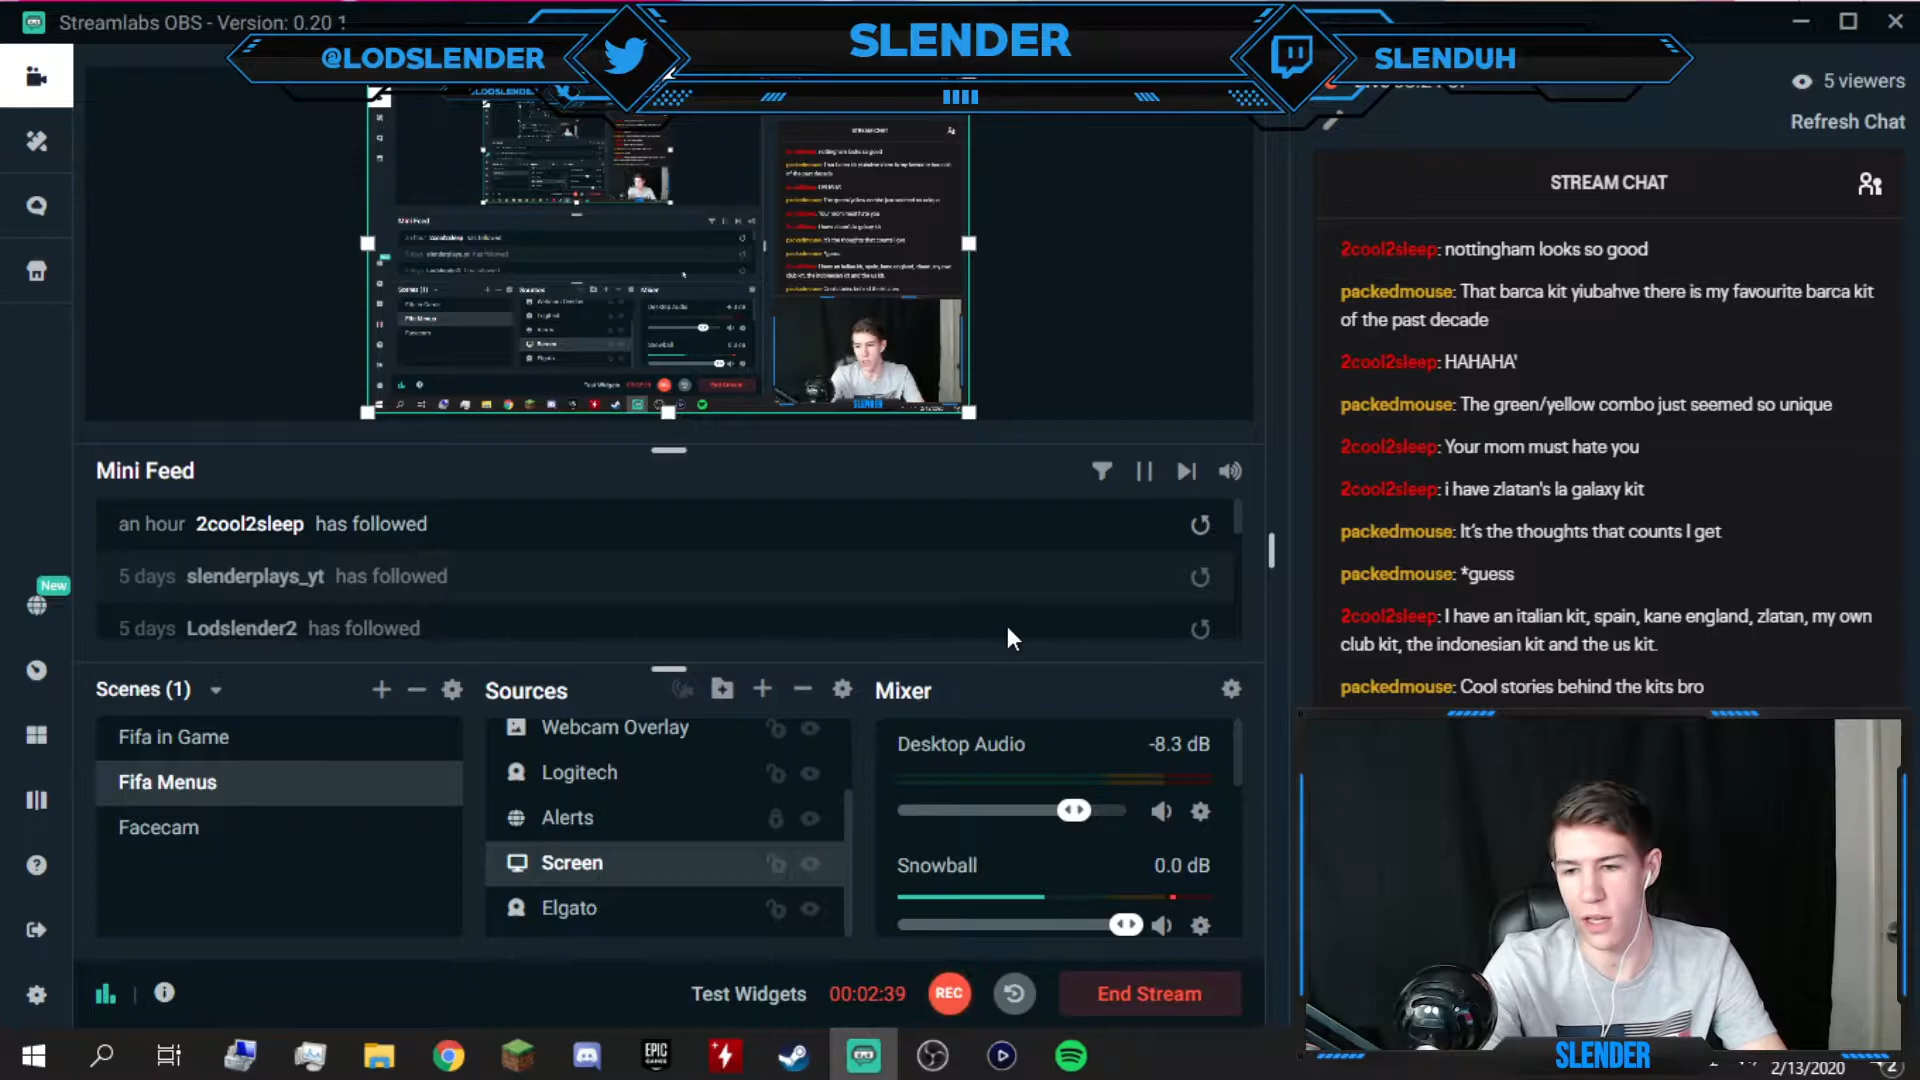 Streamlabs OBS - Version: 0.20 1
@LODSLENDER
SLENDER
SLENDUH
5 viewers
Refresh Chat
STREAM CHAT
2cool2sleep: nottingham looks so good
packedmouse: That barca kit yiubahve there is my favourite barca kit
of the past decade
2cool2sleep: HAHAHA'
packedmouse: The green/yellow combo just seemed so unique
2cool2sleep: Your mom must hate you
2cool2sleep: i have zlatan's la galaxy kit
packedmouse: It's the thoughts that counts I get
packedmouse: *guess
2cool2sleep: I have an italian kit, spain, kane england, zlatan, my own
club kit, the indonesian kit and the us kit.
packedmouse: Cool stories behind the kits bro
Mini Feed
an hour 2cool2sleep has followed
5 days slenderplays_yt has followed
5 days Lodslender2 has followed
New
Scenes (1)
Fifa in Game
Fifa Menus
Facecam
Sources
Webcam Overlay
Logitech
Alerts
Screen
Elgato
Mixer
Desktop Audio -8.3 dB
Snowball 0.0 dB
Test Widgets 00:02:39 REC End Stream
EPIC
GAMES
SLENDER
2/13/2020
2